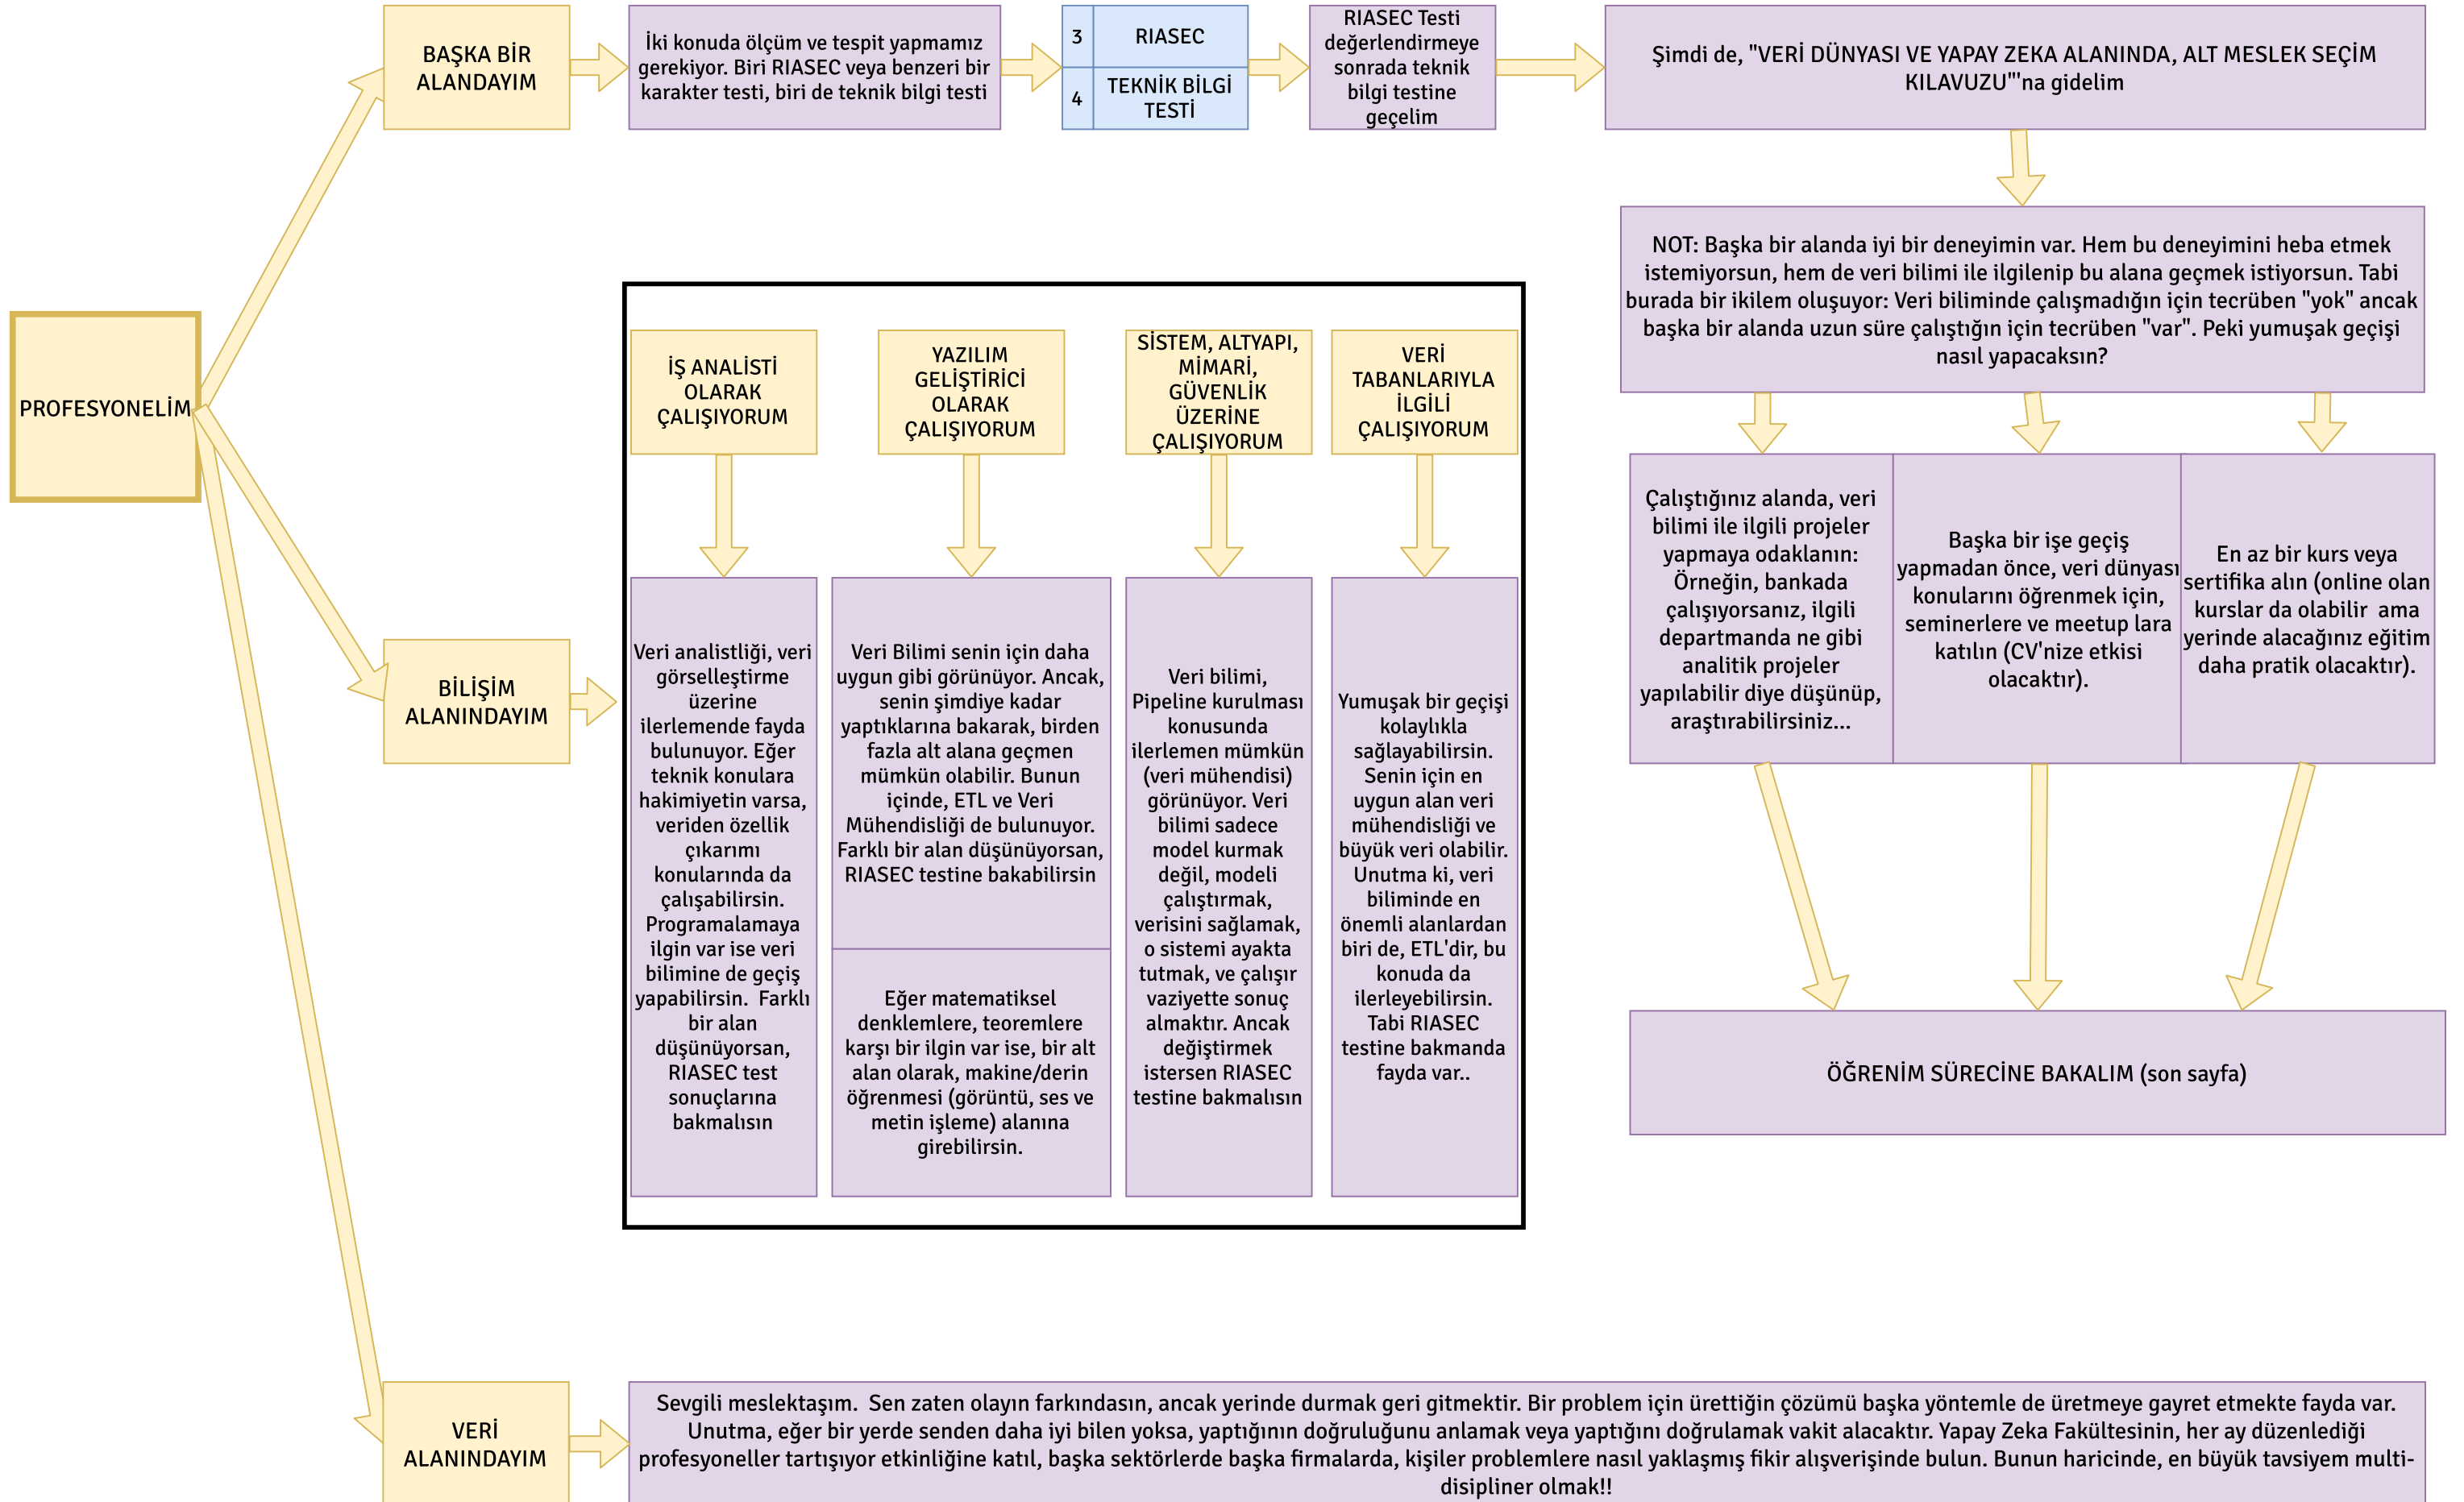 PROFESYONELİM
BAŞKA BİR
ALANDAYIM
İki konuda ölçüm ve tespit yapmamız
gerekiyor. Biri RIASEC veya benzeri bir
karakter testi, biri de teknik bilgi testi
3
RIASEC
4
TEKNİK BİLGİ
TESTİ
RIASEC Testi
değerlendirmeye
sonrada teknik
bilgi testine
geçelim
Şimdi de, "VERİ DÜNYASI VE YAPAY ZEKA ALANINDA, ALT MESLEK SEÇİM
KILAVUZU"'na gidelim
NOT: Başka bir alanda iyi bir deneyimin var. Hem bu deneyimini heba etmek
istemiyorsun, hem de veri bilimi ile ilgilenip bu alana geçmek istiyorsun. Tabi
burada bir ikilem oluşuyor: Veri biliminde çalışmadığın için tecrüben "yok" ancak
başka bir alanda uzun süre çalıştığın için tecrüben "var". Peki yumuşak geçişi
nasıl yapacaksın?
Çalıştığınız alanda, veri
bilimi ile ilgili projeler
yapmaya odaklanın:
Örneğin, bankada
çalışıyorsanız, ilgili
departmanda ne gibi
analitik projeler
yapılabilir diye düşünüp,
araştırabilirsiniz...
Başka bir işe geçiş
yapmadan önce, veri dünyası
konularını öğrenmek için,
seminerlere ve meetup lara
katılın (CV'nize etkisi
olacaktır).
En az bir kurs veya
sertifika alın (online olan
kurslar da olabilir  ama
yerinde alacağınız eğitim
daha pratik olacaktır).
ÖĞRENİM SÜRECİNE BAKALIM (son sayfa)
BİLİŞİM
ALANINDAYIM
İŞ ANALİSTİ
OLARAK
ÇALIŞIYORUM
Veri analistliği, veri
görselleştirme
üzerine
ilerlemende fayda
bulunuyor. Eğer
teknik konulara
hakimiyetin varsa,
veriden özellik
çıkarımı
konularında da
çalışabilirsin.
Programalamaya
ilgin var ise veri
bilimine de geçiş
yapabilirsin.  Farklı
bir alan
düşünüyorsan,
RIASEC test
sonuçlarına
bakmalısın
YAZILIM
GELİŞTİRİCİ
OLARAK
ÇALIŞIYORUM
Veri Bilimi senin için daha
uygun gibi görünüyor. Ancak,
senin şimdiye kadar
yaptıklarına bakarak, birden
fazla alt alana geçmen
mümkün olabilir. Bunun
içinde, ETL ve Veri
Mühendisliği de bulunuyor.
Farklı bir alan düşünüyorsan,
RIASEC testine bakabilirsin
Eğer matematiksel
denklemlere, teoremlere
karşı bir ilgin var ise, bir alt
alan olarak, makine/derin
öğrenmesi (görüntü, ses ve
metin işleme) alanına
girebilirsin.
SİSTEM, ALTYAPI,
MİMARİ,
GÜVENLİK
ÜZERİNE
ÇALIŞIYORUM
Veri bilimi,
Pipeline kurulması
konusunda
ilerlemen mümkün
(veri mühendisi)
görünüyor. Veri
bilimi sadece
model kurmak
değil, modeli
çalıştırmak,
verisini sağlamak,
o sistemi ayakta
tutmak, ve çalışır
vaziyette sonuç
almaktır. Ancak
değiştirmek
istersen RIASEC
testine bakmalısın
VERİ
TABANLARIYLA
İLGİLİ
ÇALIŞIYORUM
Yumuşak bir geçişi
kolaylıkla
sağlayabilirsin.
Senin için en
uygun alan veri
mühendisliği ve
büyük veri olabilir.
Unutma ki, veri
biliminde en
önemli alanlardan
biri de, ETL'dir, bu
konuda da
ilerleyebilirsin.
Tabi RIASEC
testine bakmanda
fayda var..
VERİ
ALANINDAYIM
Sevgili meslektaşım.  Sen zaten olayın farkındasın, ancak yerinde durmak geri gitmektir. Bir problem için ürettiğin çözümü başka yöntemle de üretmeye gayret etmekte fayda var.
Unutma, eğer bir yerde senden daha iyi bilen yoksa, yaptığının doğruluğunu anlamak veya yaptığını doğrulamak vakit alacaktır. Yapay Zeka Fakültesinin, her ay düzenlediği
profesyoneller tartışıyor etkinliğine katıl, başka sektörlerde başka firmalarda, kişiler problemlere nasıl yaklaşmış fikir alışverişinde bulun. Bunun haricinde, en büyük tavsiyem multi-
disipliner olmak!!